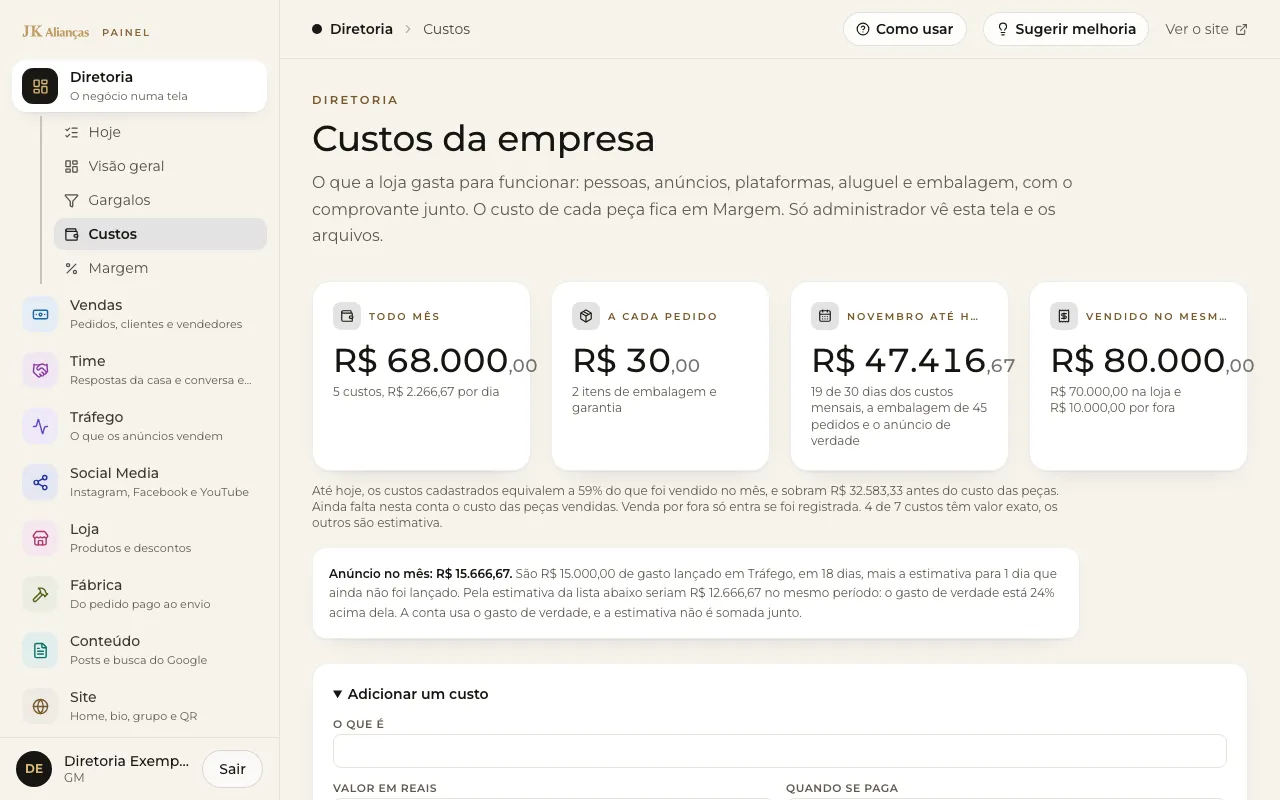 JK Alianças PAINEL
Diretoria
O negócio numa tela
Hoje
Visão geral
Gargalos
Custos
Margem
Vendas
Pedidos, clientes e vendedores
Time
Respostas da casa e conversa e...
Tráfego
O que os anúncios vendem
Social Media
Instagram, Facebook e YouTube
Loja
Produtos e descontos
Fábrica
Do pedido pago ao envio
Conteúdo
Posts e busca do Google
Site
Home, bio, grupo e QR
DE
Diretoria Exemp...
GM
Sair
Diretoria > Custos
Como usar
Sugerir melhoria
Ver o site
DIRETORIA
Custos da empresa
O que a loja gasta para funcionar: pessoas, anúncios, plataformas, aluguel e embalagem, com o
comprovante junto. O custo de cada peça fica em Margem. Só administrador vê esta tela e os
arquivos.
TODO MÊS
R$ 68.000,00
5 custos, R$ 2.266,67 por dia
A CADA PEDIDO
R$ 30,00
2 itens de embalagem e
garantia
NOVEMBRO ATÉ H...
R$ 47.416,67
19 de 30 dias dos custos
mensais, a embalagem de 45
pedidos e o anúncio de
verdade
VENDIDO NO MESM...
R$ 80.000,00
R$ 70.000,00 na loja e
R$ 10.000,00 por fora
Até hoje, os custos cadastrados equivalem a 59% do que foi vendido no mês, e sobram R$ 32.583,33 antes do custo das peças.
Ainda falta nesta conta o custo das peças vendidas. Venda por fora só entra se foi registrada. 4 de 7 custos têm valor exato, os
outros são estimativa.
Anúncio no mês: R$ 15.666,67. São R$ 15.000,00 de gasto lançado em Tráfego, em 18 dias, mais a estimativa para 1 dia que
ainda não foi lançado. Pela estimativa da lista abaixo seriam R$ 12.666,67 no mesmo período: o gasto de verdade está 24%
acima dela. A conta usa o gasto de verdade, e a estimativa não é somada junto.
▼ Adicionar um custo
O QUE É
VALOR EM REAIS
QUANDO SE PAGA